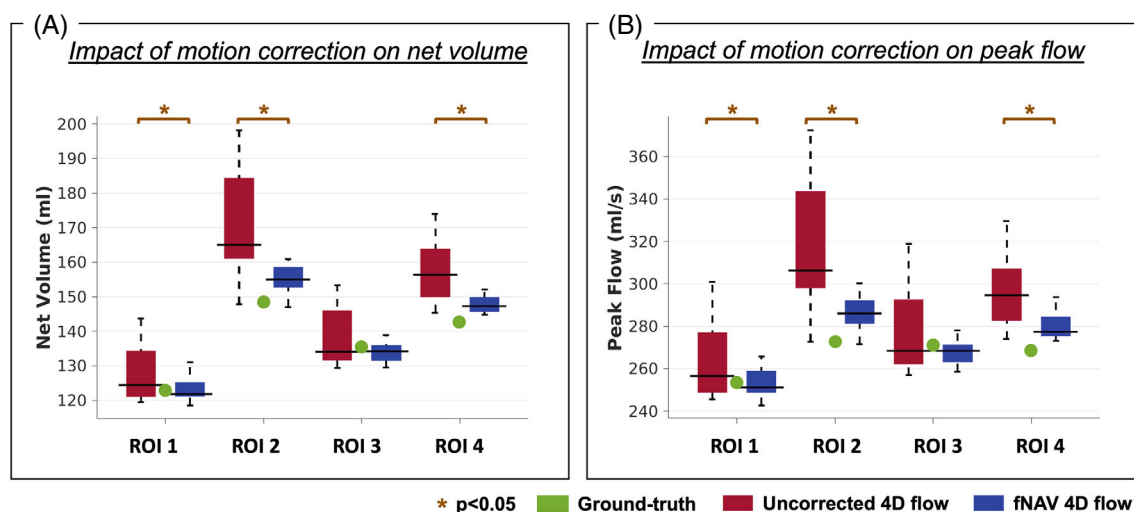 (A)
Impact of motion correction on net volume
* * *
Net Volume (ml)
200
190
180
170
160
150
140
130
120
ROI 1 ROI 2 ROI 3 ROI 4
(B)
Impact of motion correction on peak flow
* * *
Peak Flow (ml/s)
360
340
320
300
280
260
240
ROI 1 ROI 2 ROI 3 ROI 4
* p<0.05 Ground-truth Uncorrected 4D flow fNAV 4D flow